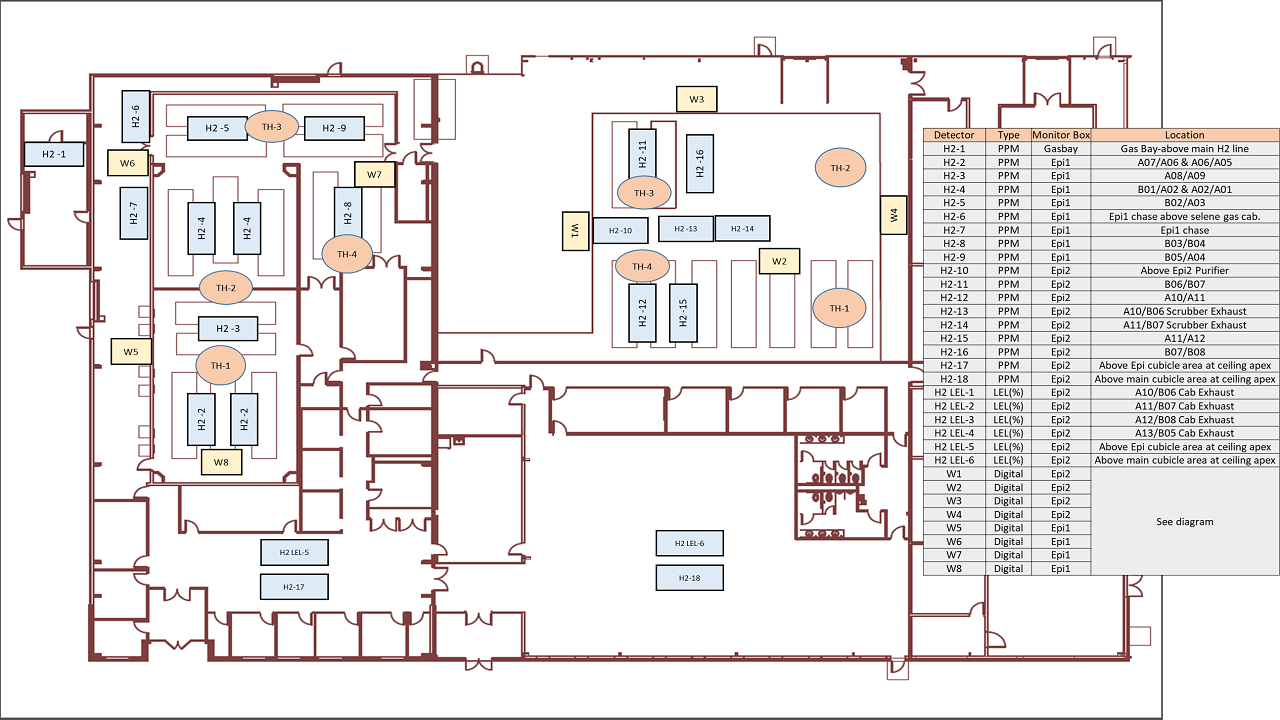 H2 -1
H2 -6
H2 -5
TH-3
H2 -9
W6
W7
H2 -7
H2 -4
H2 -4
H2 -8
TH-4
TH-2
H2 -3
W5
TH-1
H2 -2
H2 -2
W8
H2 LEL-5
H2-17
W3
H2 -11
H2 -16
TH-3
TH-2
W1
H2 -10
H2 -13
H2 -14
W4
W2
TH-4
H2 -12
H2 -15
TH-1
H2 LEL-6
H2-18
Detector Type Monitor Box Location
H2-1 PPM Gasbay Gas Bay-above main H2 line
H2-2 PPM Epi1 A07/A06 & A06/A05
H2-3 PPM Epi1 A08/A09
H2-4 PPM Epi1 B01/A02 & A02/A01
H2-5 PPM Epi1 B02/A03
H2-6 PPM Epi1 Epi1 chase above selene gas cab.
H2-7 PPM Epi1 Epi1 chase
H2-8 PPM Epi1 B03/B04
H2-9 PPM Epi1 B05/A04
H2-10 PPM Epi2 Above Epi2 Purifier
H2-11 PPM Epi2 B06/B07
H2-12 PPM Epi2 A10/A11
H2-13 PPM Epi2 A10/B06 Scrubber Exhaust
H2-14 PPM Epi2 A11/B07 Scrubber Exhaust
H2-15 PPM Epi2 A11/A12
H2-16 PPM Epi2 B07/B08
H2-17 PPM Epi2 Above Epi cubicle area at ceiling apex
H2-18 PPM Epi2 Above main cubicle area at ceiling apex
H2 LEL-1 LEL(%) Epi2 A10/B06 Cab Exhaust
H2 LEL-2 LEL(%) Epi2 A11/B07 Cab Exhaust
H2 LEL-3 LEL(%) Epi2 A12/B08 Cab Exhaust
H2 LEL-4 LEL(%) Epi2 A13/B05 Cab Exhaust
H2 LEL-5 LEL(%) Epi2 Above Epi cubicle area at ceiling apex
H2 LEL-6 LEL(%) Epi2 Above main cubicle area at ceiling apex
W1 Digital Epi2
W2 Digital Epi2
W3 Digital Epi2
W4 Digital Epi2
See diagram
W5 Digital Epi1
W6 Digital Epi1
W7 Digital Epi1
W8 Digital Epi1